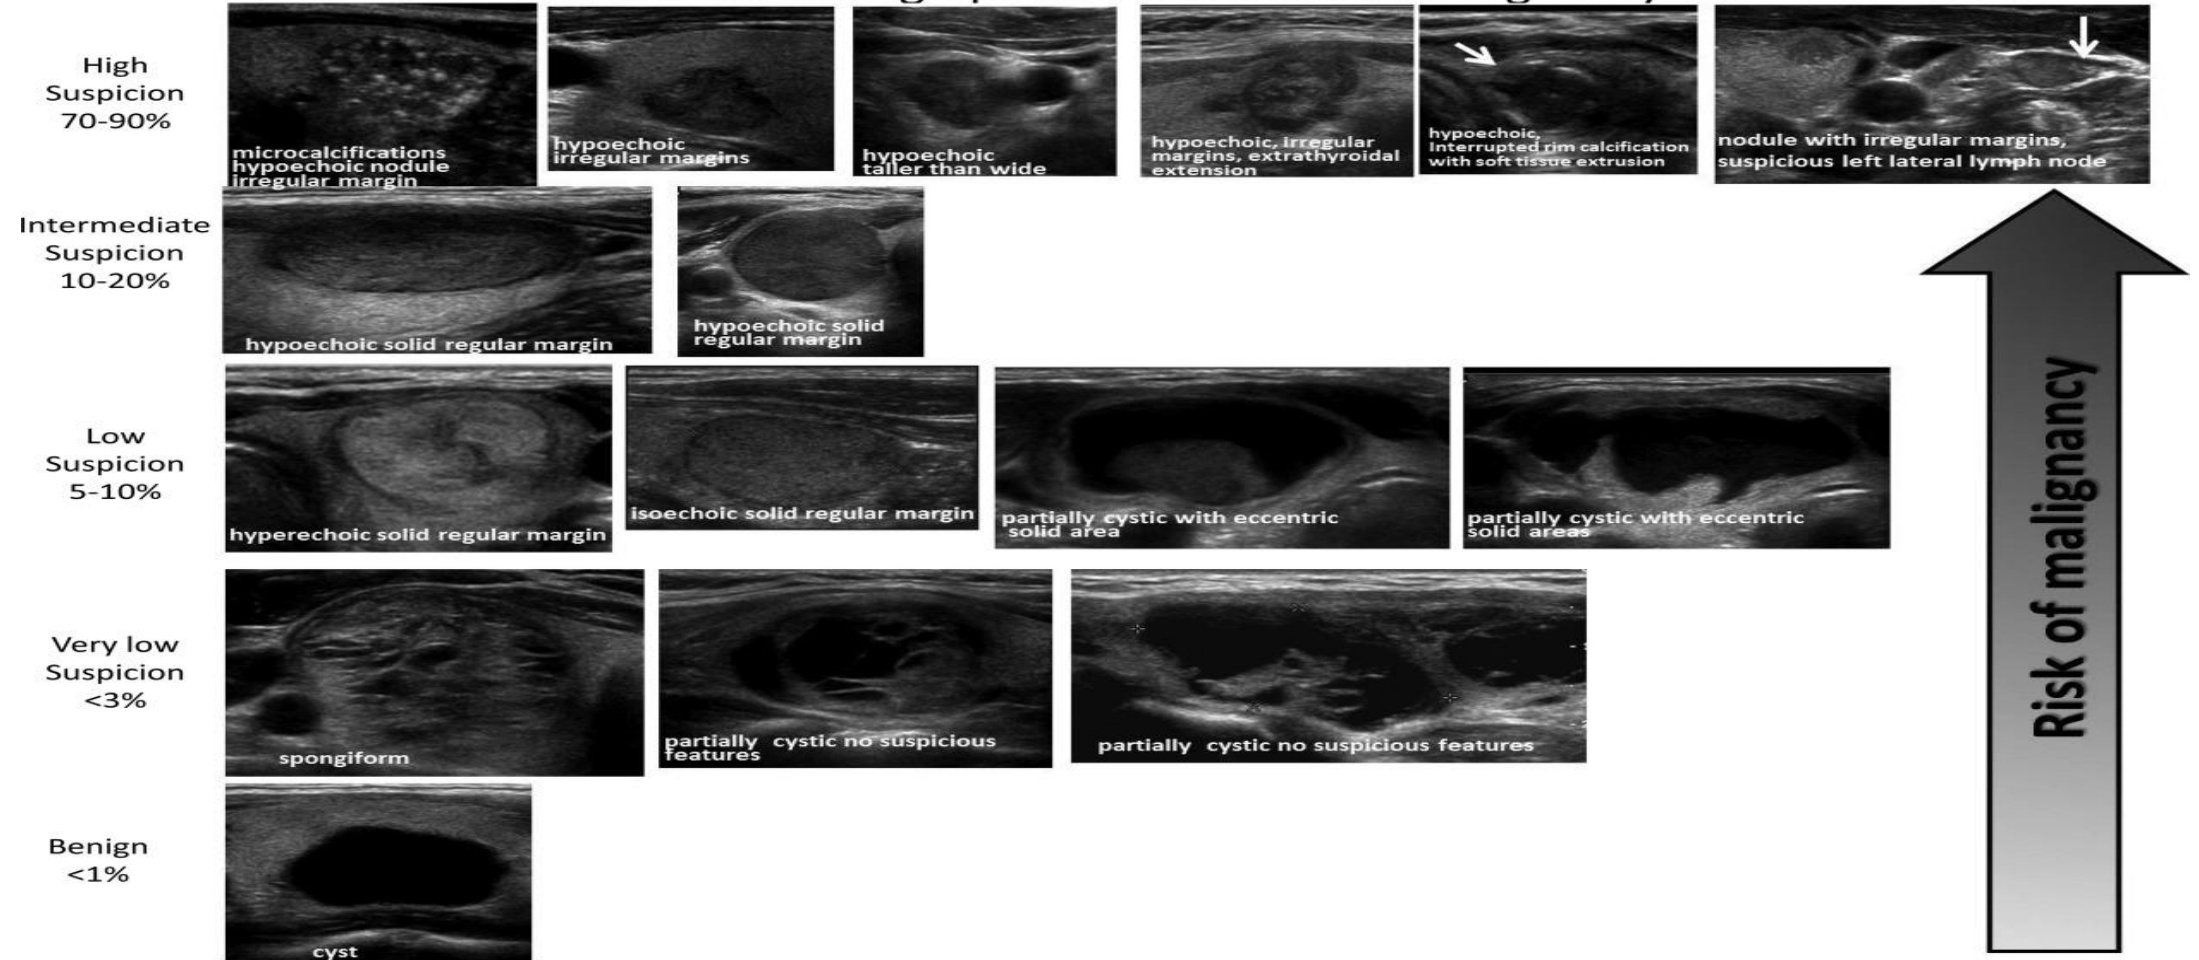 High
Suspicion
70-90%
microcalcifications
hypoechoic nodule
irregular margin
hypoechoic
irregular margins
hypoechoic
taller than wide
hypoechoic, irregular
margins, extrathyroidal
extension
hypoechoic,
Interrupted rim calcification
with soft tissue extrusion
nodule with irregular margins,
suspicious left lateral lymph node
Intermediate
Suspicion
10-20%
hypoechoic solid regular margin
hypoechoic solid
regular margin
Low
Suspicion
5-10%
hyperechoic solid regular margin
isoechoic solid regular margin
partially cystic with eccentric
solid area
partially cystic with eccentric
solid areas
Very low
Suspicion
<3%
spongiform
partially cystic no suspicious
features
partially cystic no suspicious features
Benign
<1%
cyst
Risk of malignancy